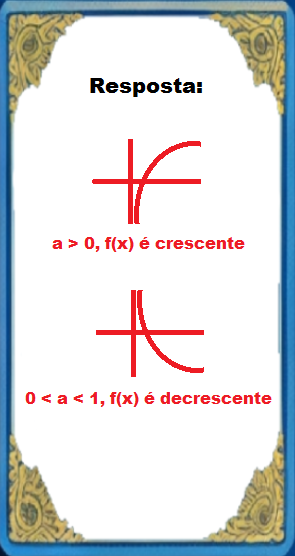 Resposta:
a > 0, f(x) é crescente
0 < a < 1, f(x) é decrescente